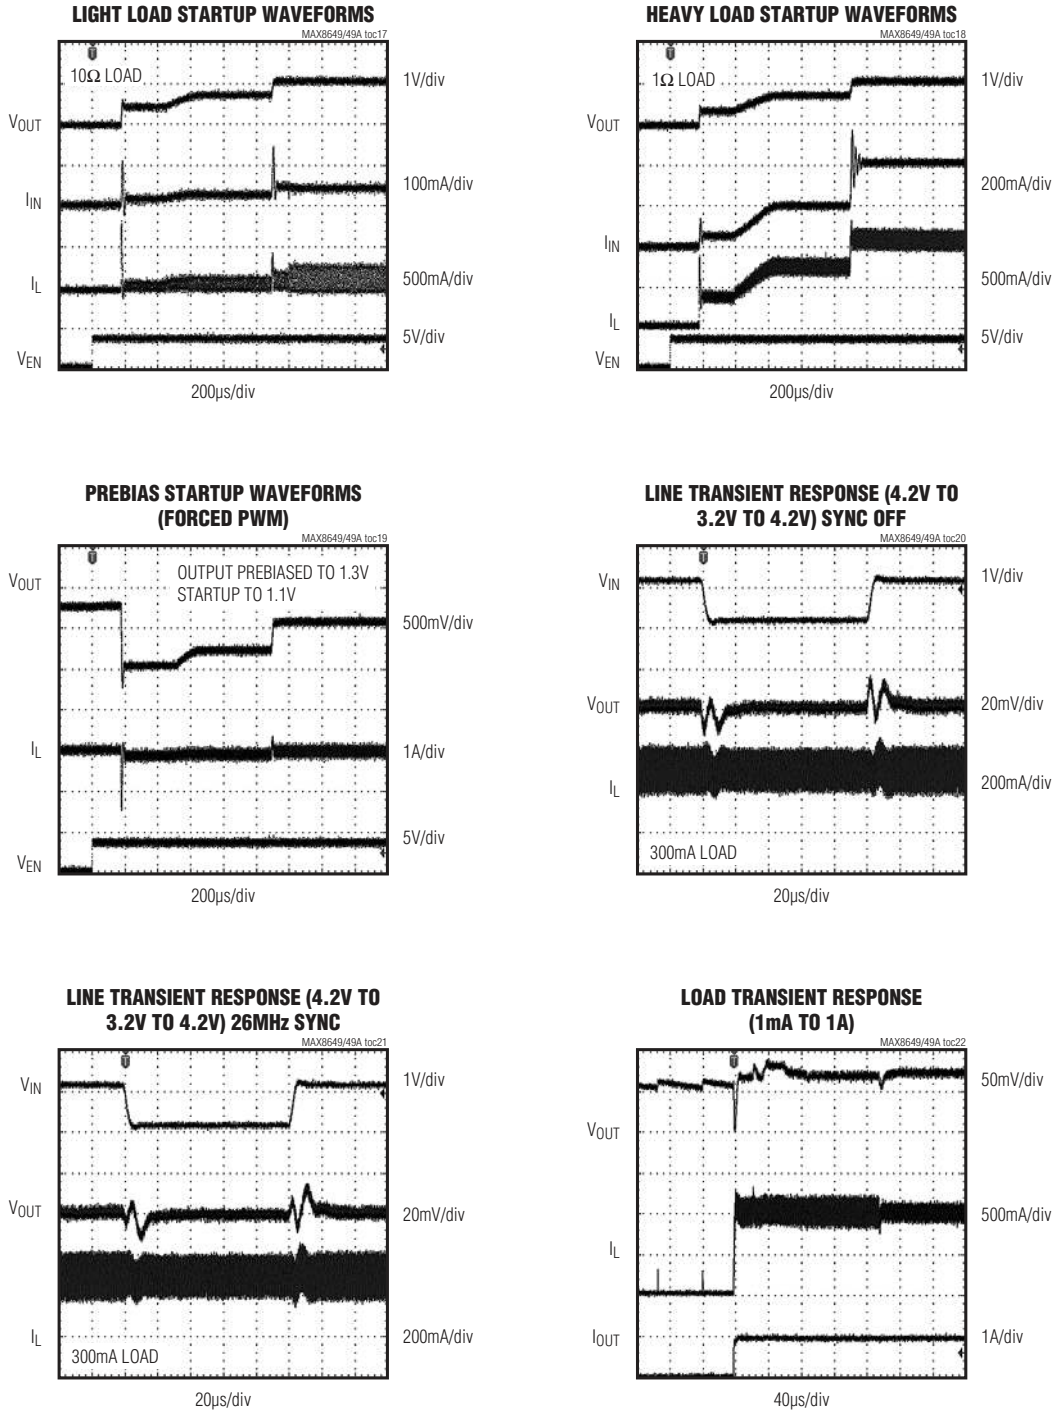 LIGHT LOAD STARTUP WAVEFORMS
MAX8649/49A toc17
10Ω LOAD
VOUT
1V/div
IIN
100mA/div
IL
500mA/div
VEN
5V/div
200µs/div
HEAVY LOAD STARTUP WAVEFORMS
MAX8649/49A toc18
1Ω LOAD
VOUT
1V/div
IIN
200mA/div
IL
500mA/div
VEN
5V/div
200µs/div
PREBIAS STARTUP WAVEFORMS
(FORCED PWM)
MAX8649/49A toc19
OUTPUT PREBIASED TO 1.3V
STARTUP TO 1.1V
VOUT
500mV/div
IL
1A/div
VEN
5V/div
200µs/div
LINE TRANSIENT RESPONSE (4.2V TO
3.2V TO 4.2V) SYNC OFF
MAX8649/49A toc20
VIN
1V/div
VOUT
20mV/div
IL
200mA/div
300mA LOAD
20µs/div
LINE TRANSIENT RESPONSE (4.2V TO
3.2V TO 4.2V) 26MHz SYNC
MAX8649/49A toc21
VIN
1V/div
VOUT
20mV/div
IL
200mA/div
300mA LOAD
20µs/div
LOAD TRANSIENT RESPONSE
(1mA TO 1A)
MAX8649/49A toc22
50mV/div
VOUT
500mA/div
IL
IOUT
1A/div
40µs/div